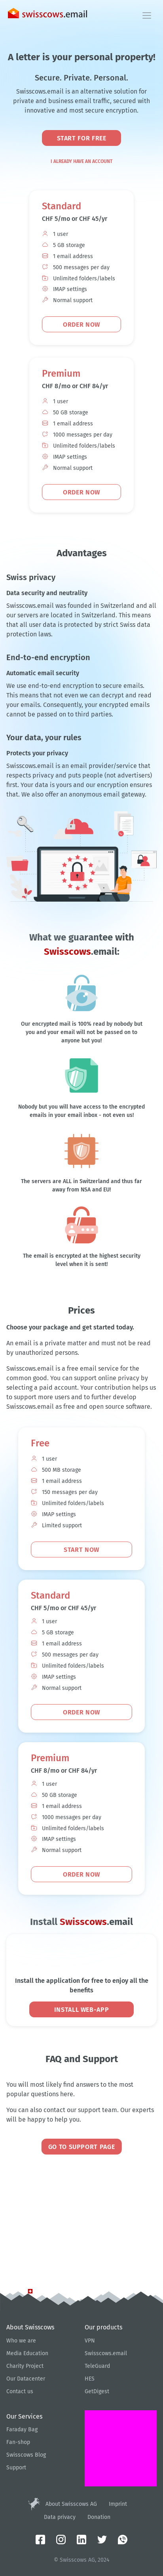 swisscows.email
A letter is your personal property!
Secure. Private. Personal.
Swisscows.email is an alternative solution for
private and business email traffic, secured with
innovative and most secure encryption.
START FOR FREE
I ALREADY HAVE AN ACCOUNT
Standard
CHF 5/mo or CHF 45/yr
1 user
5 GB storage
1 email address
500 messages per day
Unlimited folders/labels
IMAP settings
Normal support
ORDER NOW
Premium
CHF 8/mo or CHF 84/yr
1 user
50 GB storage
1 email address
1000 messages per day
Unlimited folders/labels
IMAP settings
Normal support
ORDER NOW
Advantages
Swiss privacy
Data security and neutrality
Swisscows.email was founded in Switzerland and all
our servers are also located in Switzerland. This means
that all user data is protected by strict Swiss data
protection laws.
End-to-end encryption
Automatic email security
We use end-to-end encryption to secure emails.
This means that even we cannot decrypt and read
your emails. Consequently, your encrypted emails
cannot be passed on to third parties.
Your data, your rules
Protects your privacy
Swisscows.email is an email provider/service that
respects privacy and puts people (not advertisers)
first. Your data is yours and our encryption ensures
that. We also offer an anonymous email gateway.
What we guarantee with
Swisscows.email:
Our encrypted mail is 100% read by nobody but
you and your email will not be passed on to
anyone but you!
Nobody but you will have access to the encrypted
emails in your email inbox - not even us!
The servers are ALL in Switzerland and thus far
away from NSA and EU!
The email is encrypted at the highest security
level when it is sent!
Prices
Choose your package and get started today.
An email is a private matter and must not be read
by unauthorized persons.
Swisscows.email is a free email service for the
common good. You can support online privacy by
selecting a paid account. Your contribution helps us
to support more users and to further develop
Swisscows.email as free and open source software.
Free
1 user
500 MB storage
1 email address
150 messages per day
Unlimited folders/labels
IMAP settings
Limited support
START NOW
Standard
CHF 5/mo or CHF 45/yr
1 user
5 GB storage
1 email address
500 messages per day
Unlimited folders/labels
IMAP settings
Normal support
ORDER NOW
Premium
CHF 8/mo or CHF 84/yr
1 user
50 GB storage
1 email address
1000 messages per day
Unlimited folders/labels
IMAP settings
Normal support
ORDER NOW
Install Swisscows.email
Install the application for free to enjoy all the
benefits
INSTALL WEB-APP
FAQ and Support
You will most likely find answers to the most
popular questions here.
You can also contact our support team. Our experts
will be happy to help you.
GO TO SUPPORT PAGE
About Swisscows
Who we are
Media Education
Charity Project
Our Datacenter
Contact us
Our products
VPN
Swisscows.email
TeleGuard
HES
GetDigest
Our Services
Faraday Bag
Fan-shop
Swisscows Blog
Support
About Swisscows AG
Imprint
Data privacy
Donation
© Swisscows AG, 2024